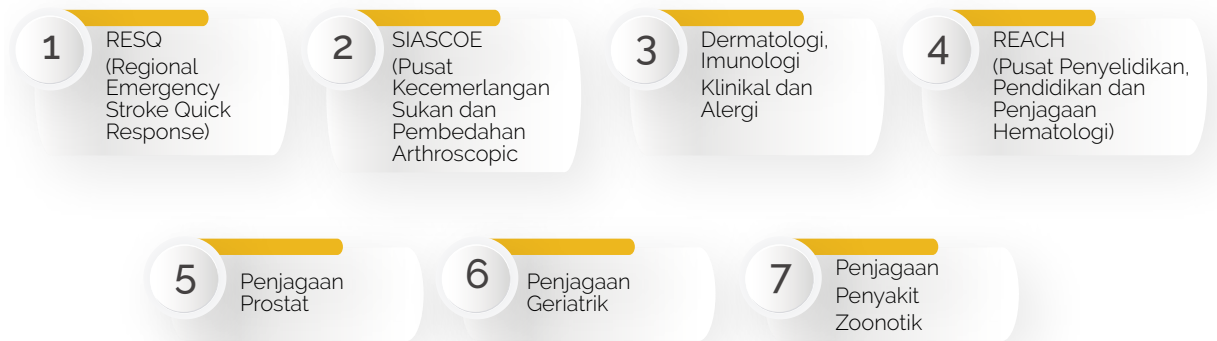 1
RESQ
(Regional
Emergency
Stroke Quick
Response)
2
SIASCOE
(Pusat
Kecemerlangan
Sukan dan
Pembedahan
Arthroscopic
3
Dermatologi,
Imunologi
Klinikal dan
Alergi
4
REACH
(Pusat Penyelidikan,
Pendidikan dan
Penjagaan
Hematologi)
5
Penjagaan
Prostat
6
Penjagaan
Geriatrik
7
Penjagaan
Penyakit
Zoonotik